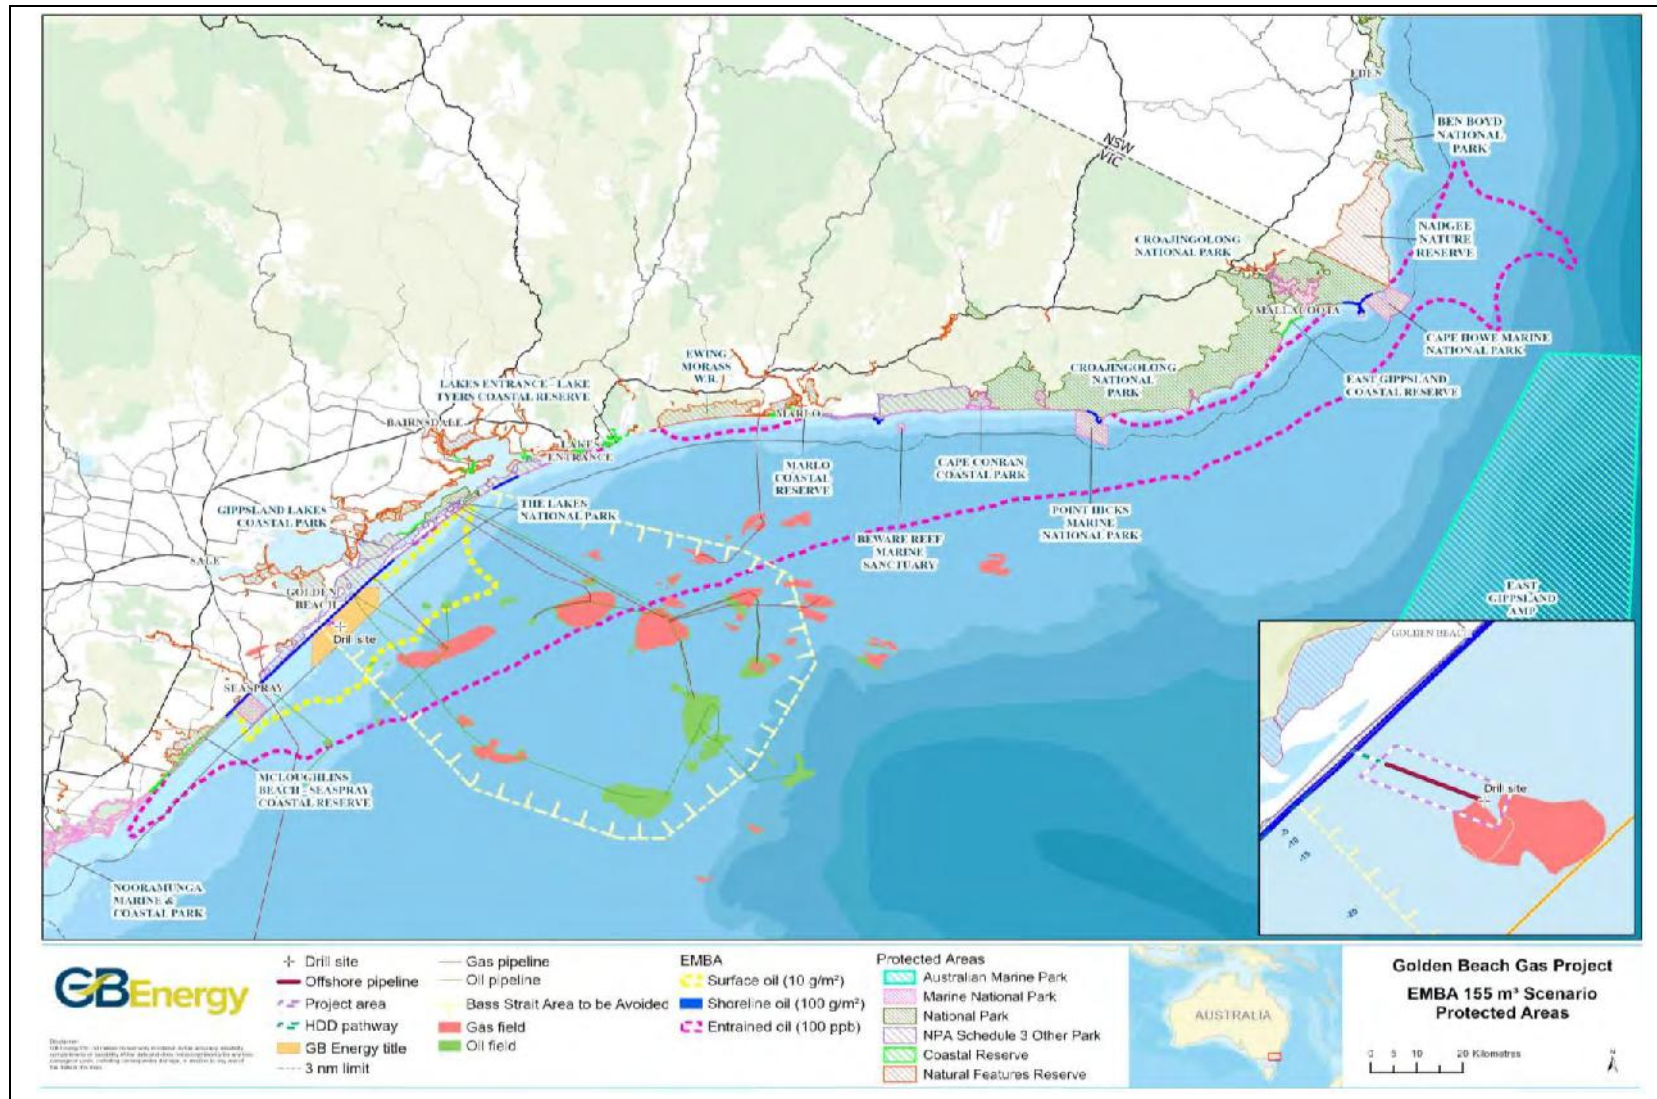 EDEN
BEN BOYD
NATIONAL
PARK
NSW
VIC
CROAJINGOLONG
NATIONAL PARK
NADGEE
NATURE
RESERVE
MALLACOOTA
CAPE HOWE MARINE
NATIONAL PARK
EWING
MORASS
W.R.
CROAJINGOLONG
NATIONAL
PARK
EAST GIPPSLAND
COASTAL RESERVE
LAKES ENTRANCE - LAKE
TYERS COASTAL RESERVE
MARLO
BAIRNSDALE
LAKES
ENTRANCE
MARLO
COASTAL
RESERVE
CAPE CONRAN
COASTAL PARK
GIPPSLAND LAKES
COASTAL PARK
THE LAKES
NATIONAL PARK
POINT HICKS
MARINE
NATIONAL PARK
BEWARE REEF
MARINE
SANCTUARY
SALE
GOLDEN
BEACH
EAST
GIPPSLAND
AMP
Drill site
GOLDEN BEACH
SEASPRAY
MCLOUGHLINS
BEACH - SEASPRAY
COASTAL RESERVE
Drill site
-5
-10
-15
-20
NOORAMUNGA
MARINE &
COASTAL PARK
GBEnergy
Drill site
Offshore pipeline
Project area
HDD pathway
GB Energy title
3 nm limit
Gas pipeline
Oil pipeline
Bass Strait Area to be Avoided
Gas field
Oil field
EMBA
Surface oil (10 g/m²)
Shoreline oil (100 g/m²)
Entrained oil (100 ppb)
Protected Areas
Australian Marine Park
Marine National Park
National Park
NPA Schedule 3 Other Park
Coastal Reserve
Natural Features Reserve
AUSTRALIA
Golden Beach Gas Project
EMBA 155 m³ Scenario
Protected Areas
0 5 10 20 Kilometres
N